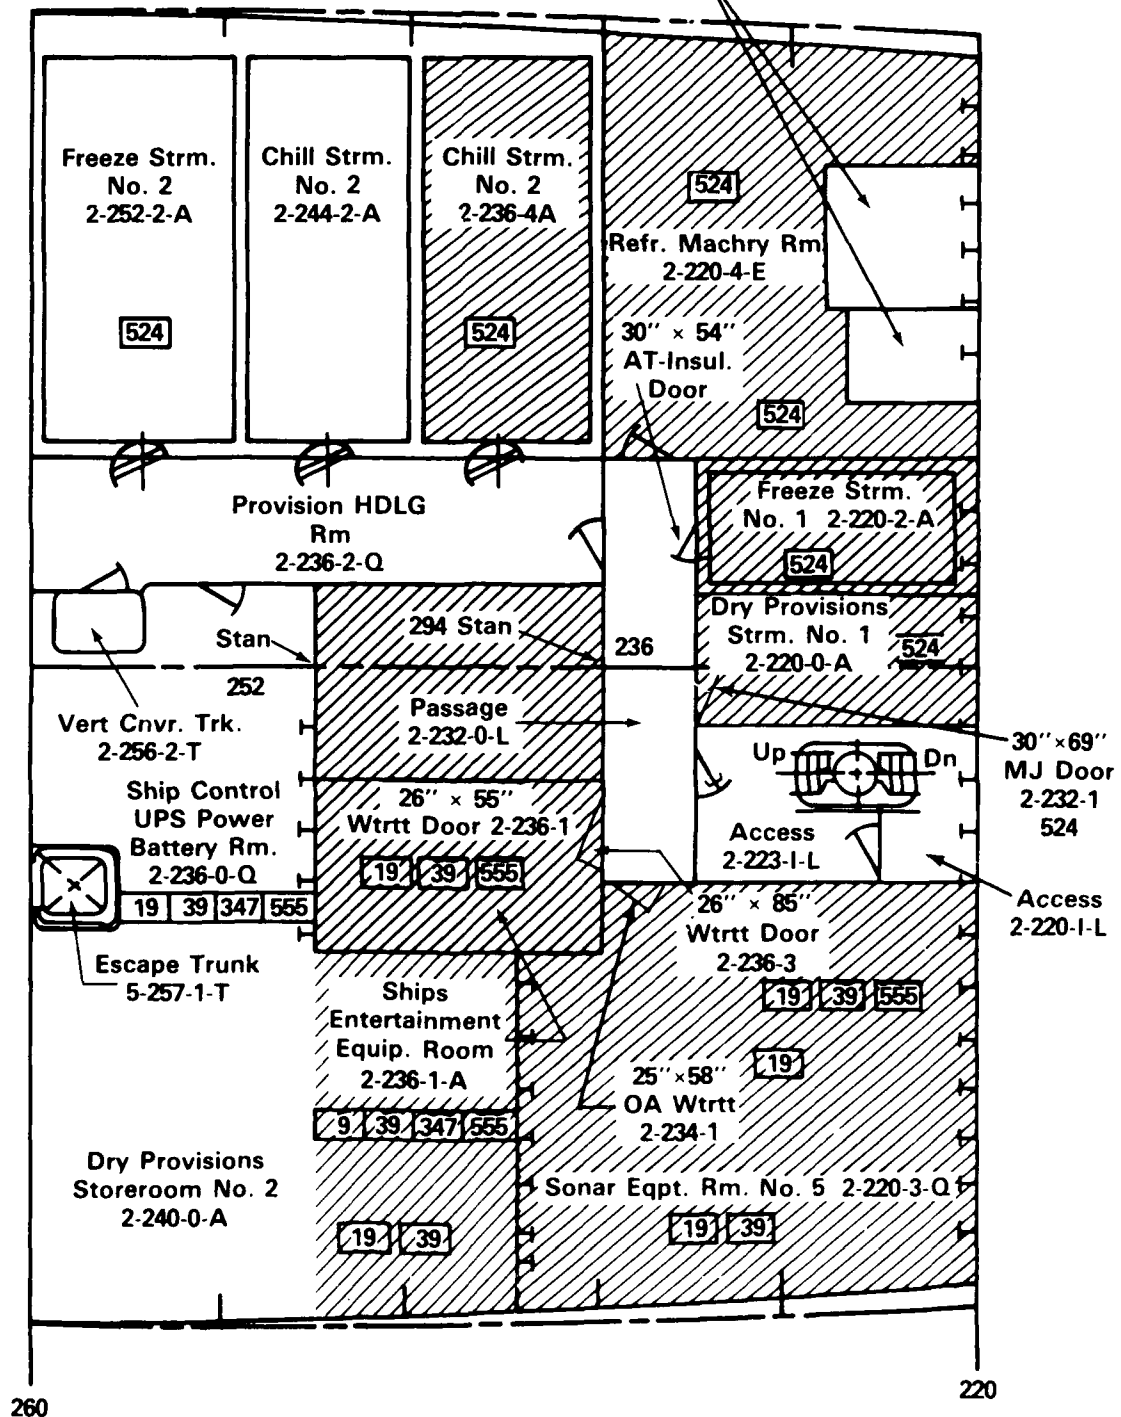 Freeze Strm.
No. 2
2-252-2-A
524
Chill Strm.
No. 2
2-244-2-A
Chill Strm.
No. 2
2-236-4A
524
524
Refr. Machry Rm
2-220-4-E
30" × 54"
AT-Insul.
Door
524
Provision HDLG
Rm
2-236-2-Q
Freeze Strm.
No. 1 2-220-2-A
524
Dry Provisions
Strm. No. 1
2-220-0-A
524
Stan
294 Stan
236
252
Vert Cnvr. Trk.
2-256-2-T
Passage
2-232-0-L
30"×69"
MJ Door
2-232-1
524
Up
Dn
Ship Control
UPS Power
Battery Rm.
2-236-0-Q
19 39 347 555
26" × 55"
Wtrtt Door 2-236-1
19 39 555
Access
2-223-I-L
Access
2-220-I-L
Escape Trunk
5-257-1-T
26" × 85"
Wtrtt Door
2-236-3
19 39 555
19
Ships
Entertainment
Equip. Room
2-236-1-A
9 39 347 555
25"×58"
OA Wtrtt
2-234-1
Dry Provisions
Storeroom No. 2
2-240-0-A
19 39
Sonar Eqpt. Rm. No. 5 2-220-3-Q
19 39
260
220